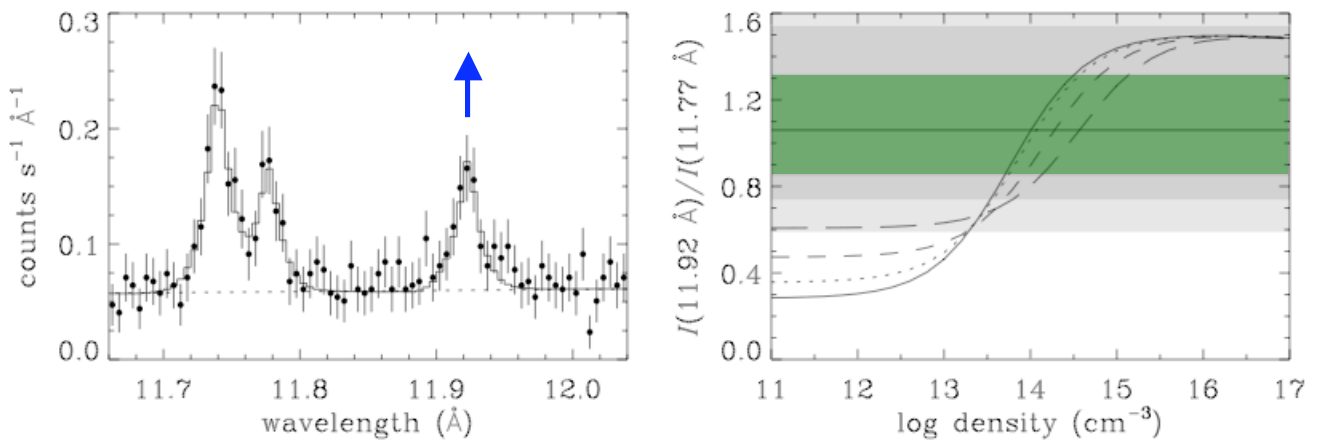 0.3
0.2
0.1
0.0
counts s⁻¹ Å⁻¹
11.7 11.8 11.9 12.0
wavelength (Å)
1.6
1.2
0.8
0.4
0.0
I(11.92 Å)/I(11.77 Å)
11 12 13 14 15 16 17
log density (cm⁻³)